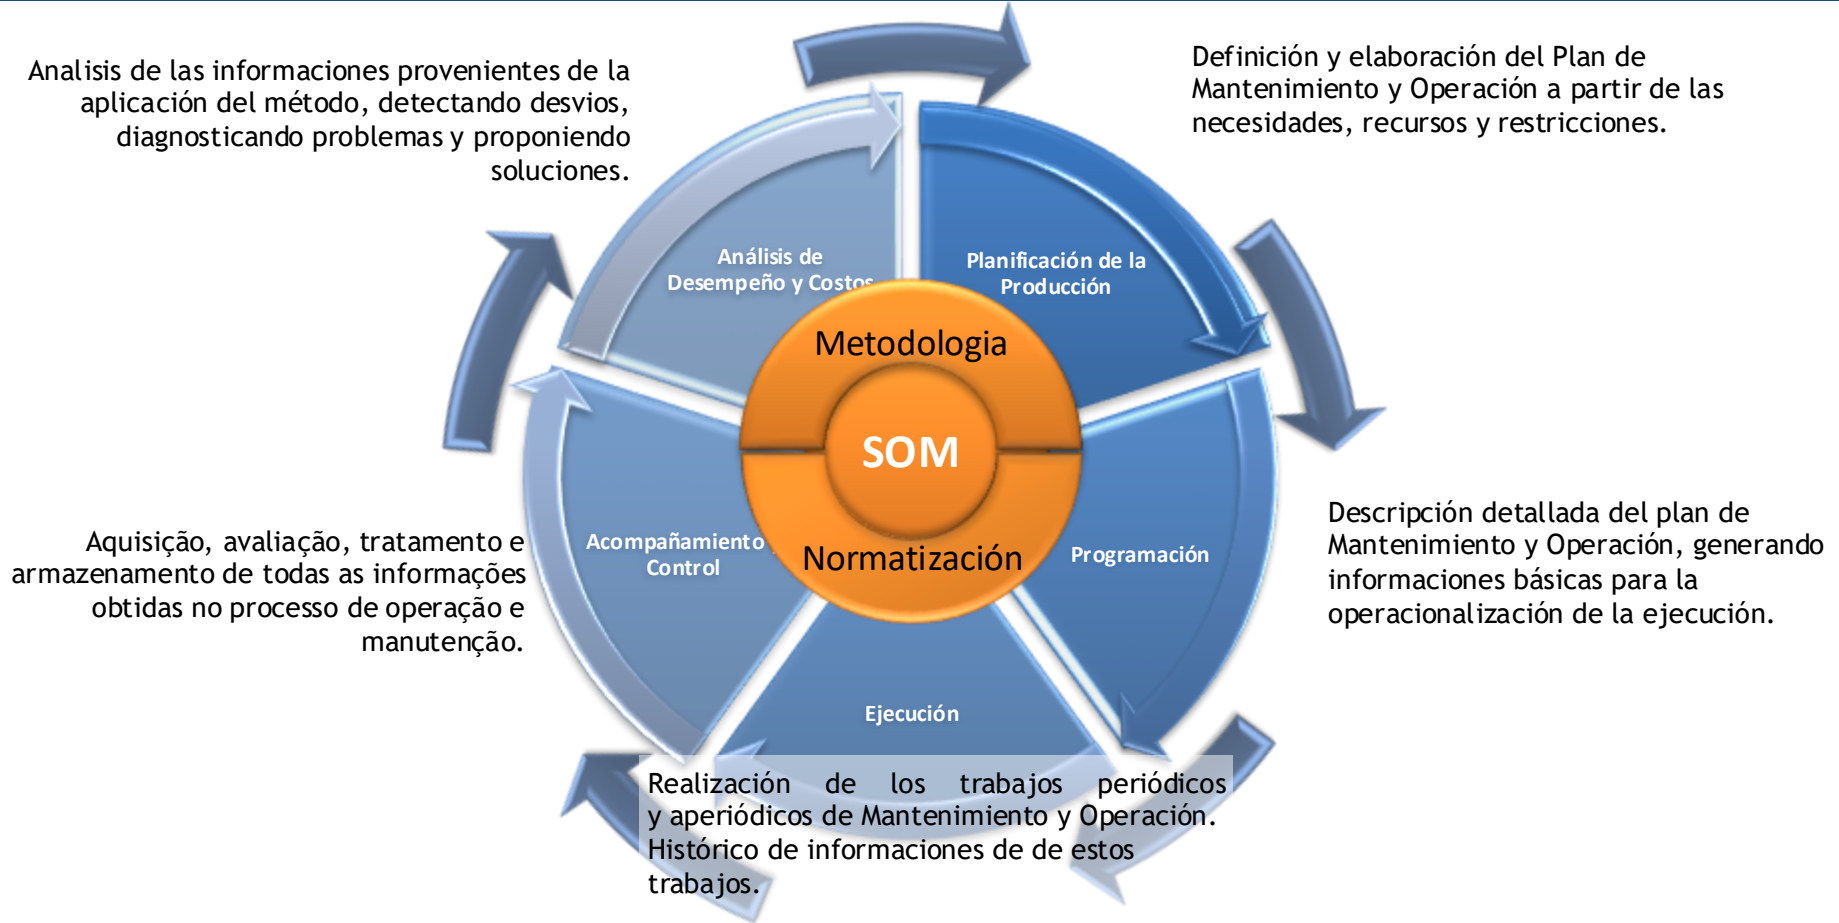 Analisis de las informaciones provenientes de la
aplicación del método, detectando desvios,
diagnosticando problemas y proponiendo
soluciones.
Definición y elaboración del Plan de
Mantenimiento y Operación a partir de las
necesidades, recursos y restricciones.
Análisis de
Desempeño y Costos
Planificación de la
Producción
Metodologia
SOM
Normatización
Acompañamiento
Control
Programación
Aquisição, avaliação, tratamento e
armazenamento de todas as informações
obtidas no processo de operação e
manutenção.
Descripción detallada del plan de
Mantenimiento y Operación, generando
informaciones básicas para la
operacionalización de la ejecución.
Ejecución
Realización de los trabajos periódicos
y aperiódicos de Mantenimiento y Operación.
Histórico de informaciones de de estos
trabajos.